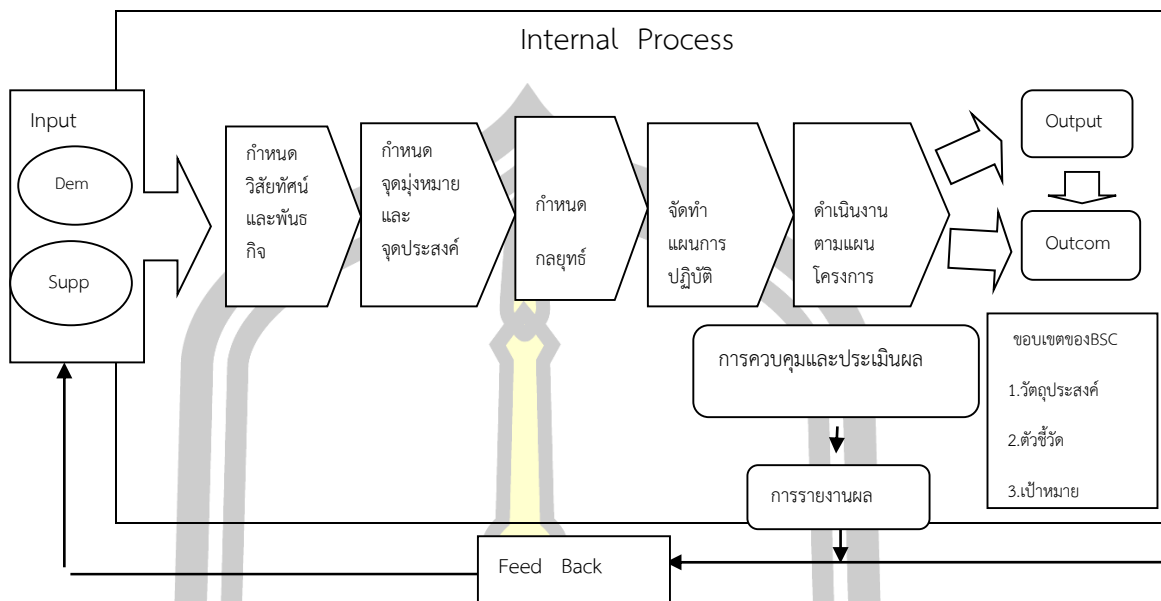 Internal Process
Input
Dem
Supp
กำหนด
วิสัยทัศน์
และพันธ
กิจ
กำหนด
จุดมุ่งหมาย
และ
จุดประสงค์
กำหนด
กลยุทธ์
จัดทำ
แผนการ
ปฏิบัติ
ดำเนินงาน
ตามแผน
โครงการ
Output
Outcom
การควบคุมและประเมินผล
การรายงานผล
ขอบเขตของBSC
1.วัตถุประสงค์
2.ตัวชี้วัด
3.เป้าหมาย
Feed Back